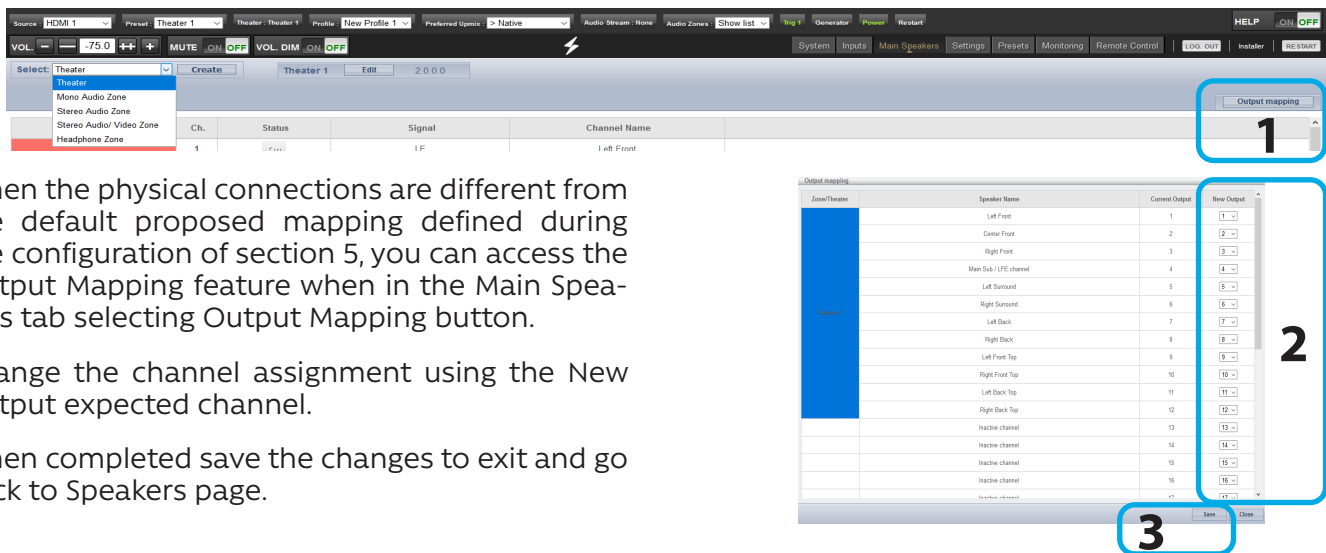 Source : HDMI 1 Preset : Theater 1 Theater : Theater 1 Profile : New Profile 1 Preferred Upmix : > Native Audio Stream : None Audio Zones : Show list Trig 1 Generator Power Restart HELP ON OFF
VOL. -75.0 MUTE ON OFF VOL. DIM ON OFF System Inputs Main Speakers Settings Presets Monitoring Remote Control LOG. OUT Installer RESTART
Select: Theater Create Theater 1 Edit 2.0.0.0
Theater
Mono Audio Zone
Stereo Audio Zone
Stereo Audio/ Video Zone
Headphone Zone
Output mapping
1
Ch. Status Signal Channel Name
1 LF Left Front
hen the physical connections are different from
e default proposed mapping defined during
e configuration of section 5, you can access the
tput Mapping feature when in the Main Spea-
s tab selecting Output Mapping button.
ange the channel assignment using the New
tput expected channel.
hen completed save the changes to exit and go
ck to Speakers page.
Output mapping
Zone/Theater Speaker Name Current Output New Output
Left Front 1 1
Center Front 2 2
Right Front 3 3
Main Sub / LFE channel 4 4
Left Surround 5 5
Right Surround 6 6
Left Back 7 7
Right Back 8 8
Left Front Top 9 9
Right Front Top 10 10
Left Back Top 11 11
Right Back Top 12 12
Inactive channel 13 13
Inactive channel 14 14
Inactive channel 15 15
Inactive channel 16 16
Inactive channel 17 17
2
Save Close
3